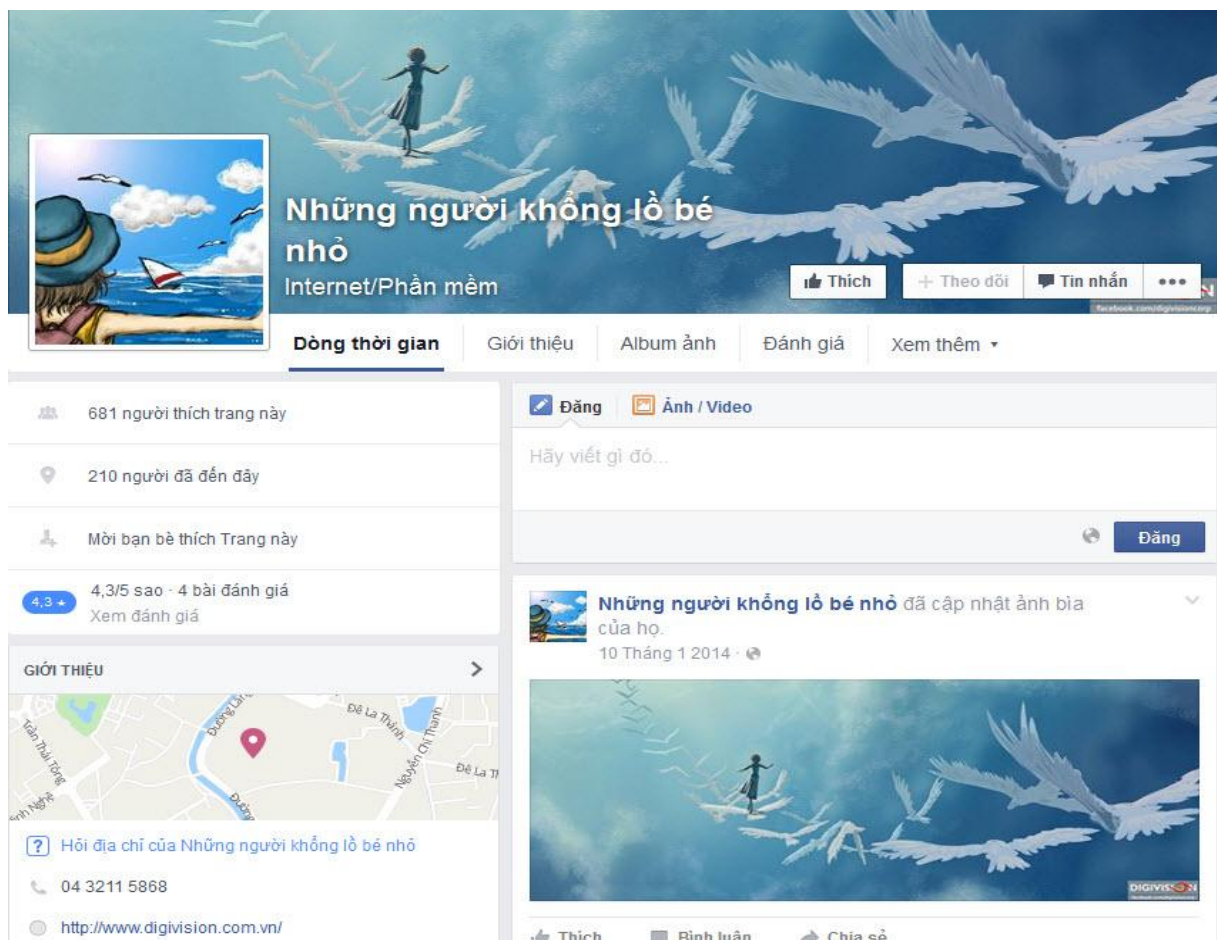 Những người khổng lồ bé
nhỏ
Internet/Phần mềm
Thích
Theo dõi
Tin nhắn
facebook.com/digivisioncorp
Dòng thời gian
Giới thiệu
Album ảnh
Đánh giá
Xem thêm
681 người thích trang này
210 người đã đến đây
Mời bạn bè thích Trang này
4,3
4,3/5 sao · 4 bài đánh giá
Xem đánh giá
GIỚI THIỆU
Trần Thái Tông
Đường Láng
Đê La Thành
Nguyễn Chí Thanh
Đê La Th
Đường
Hỏi địa chỉ của Những người khổng lồ bé nhỏ
04 3211 5868
http://www.digivision.com.vn/
Đăng
Ảnh / Video
Hãy viết gì đó...
Đăng
Những người khổng lồ bé nhỏ đã cập nhật ảnh bìa
của họ.
10 Tháng 1 2014 ·
DIGIVISION
Thích
Bình luận
Chia sẻ